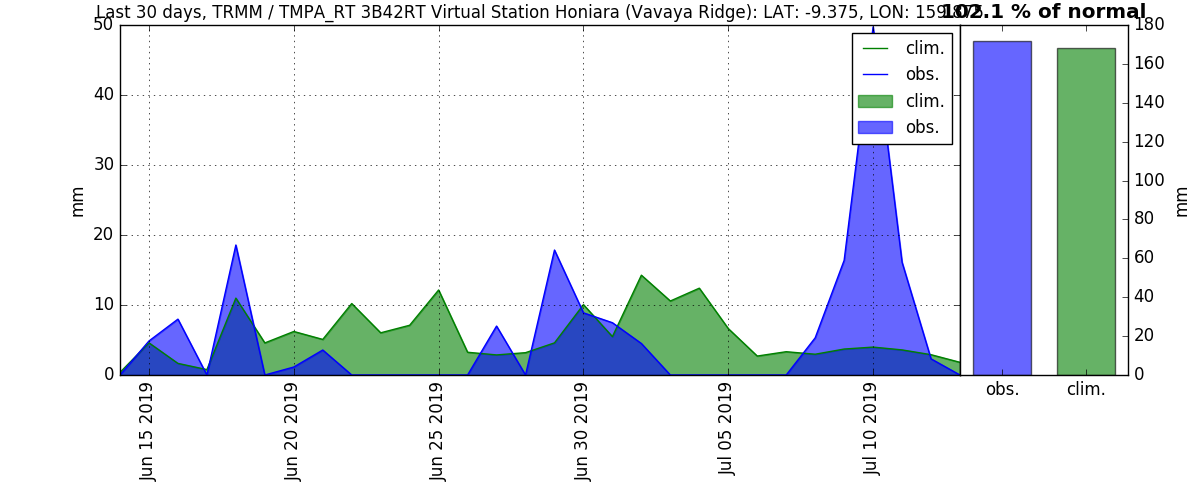 Last 30 days, TRMM / TMPA_RT 3B42RT Virtual Station Honiara (Vavaya Ridge): LAT: -9.375, LON:
102.1 % of normal
50
40
30
20
10
0
mm
clim.
obs.
clim.
obs.
Jun 15 2019
Jun 20 2019
Jun 25 2019
Jun 30 2019
Jul 05 2019
Jul 10 2019
180
160
140
120
100
80
60
40
20
0
mm
obs.
clim.